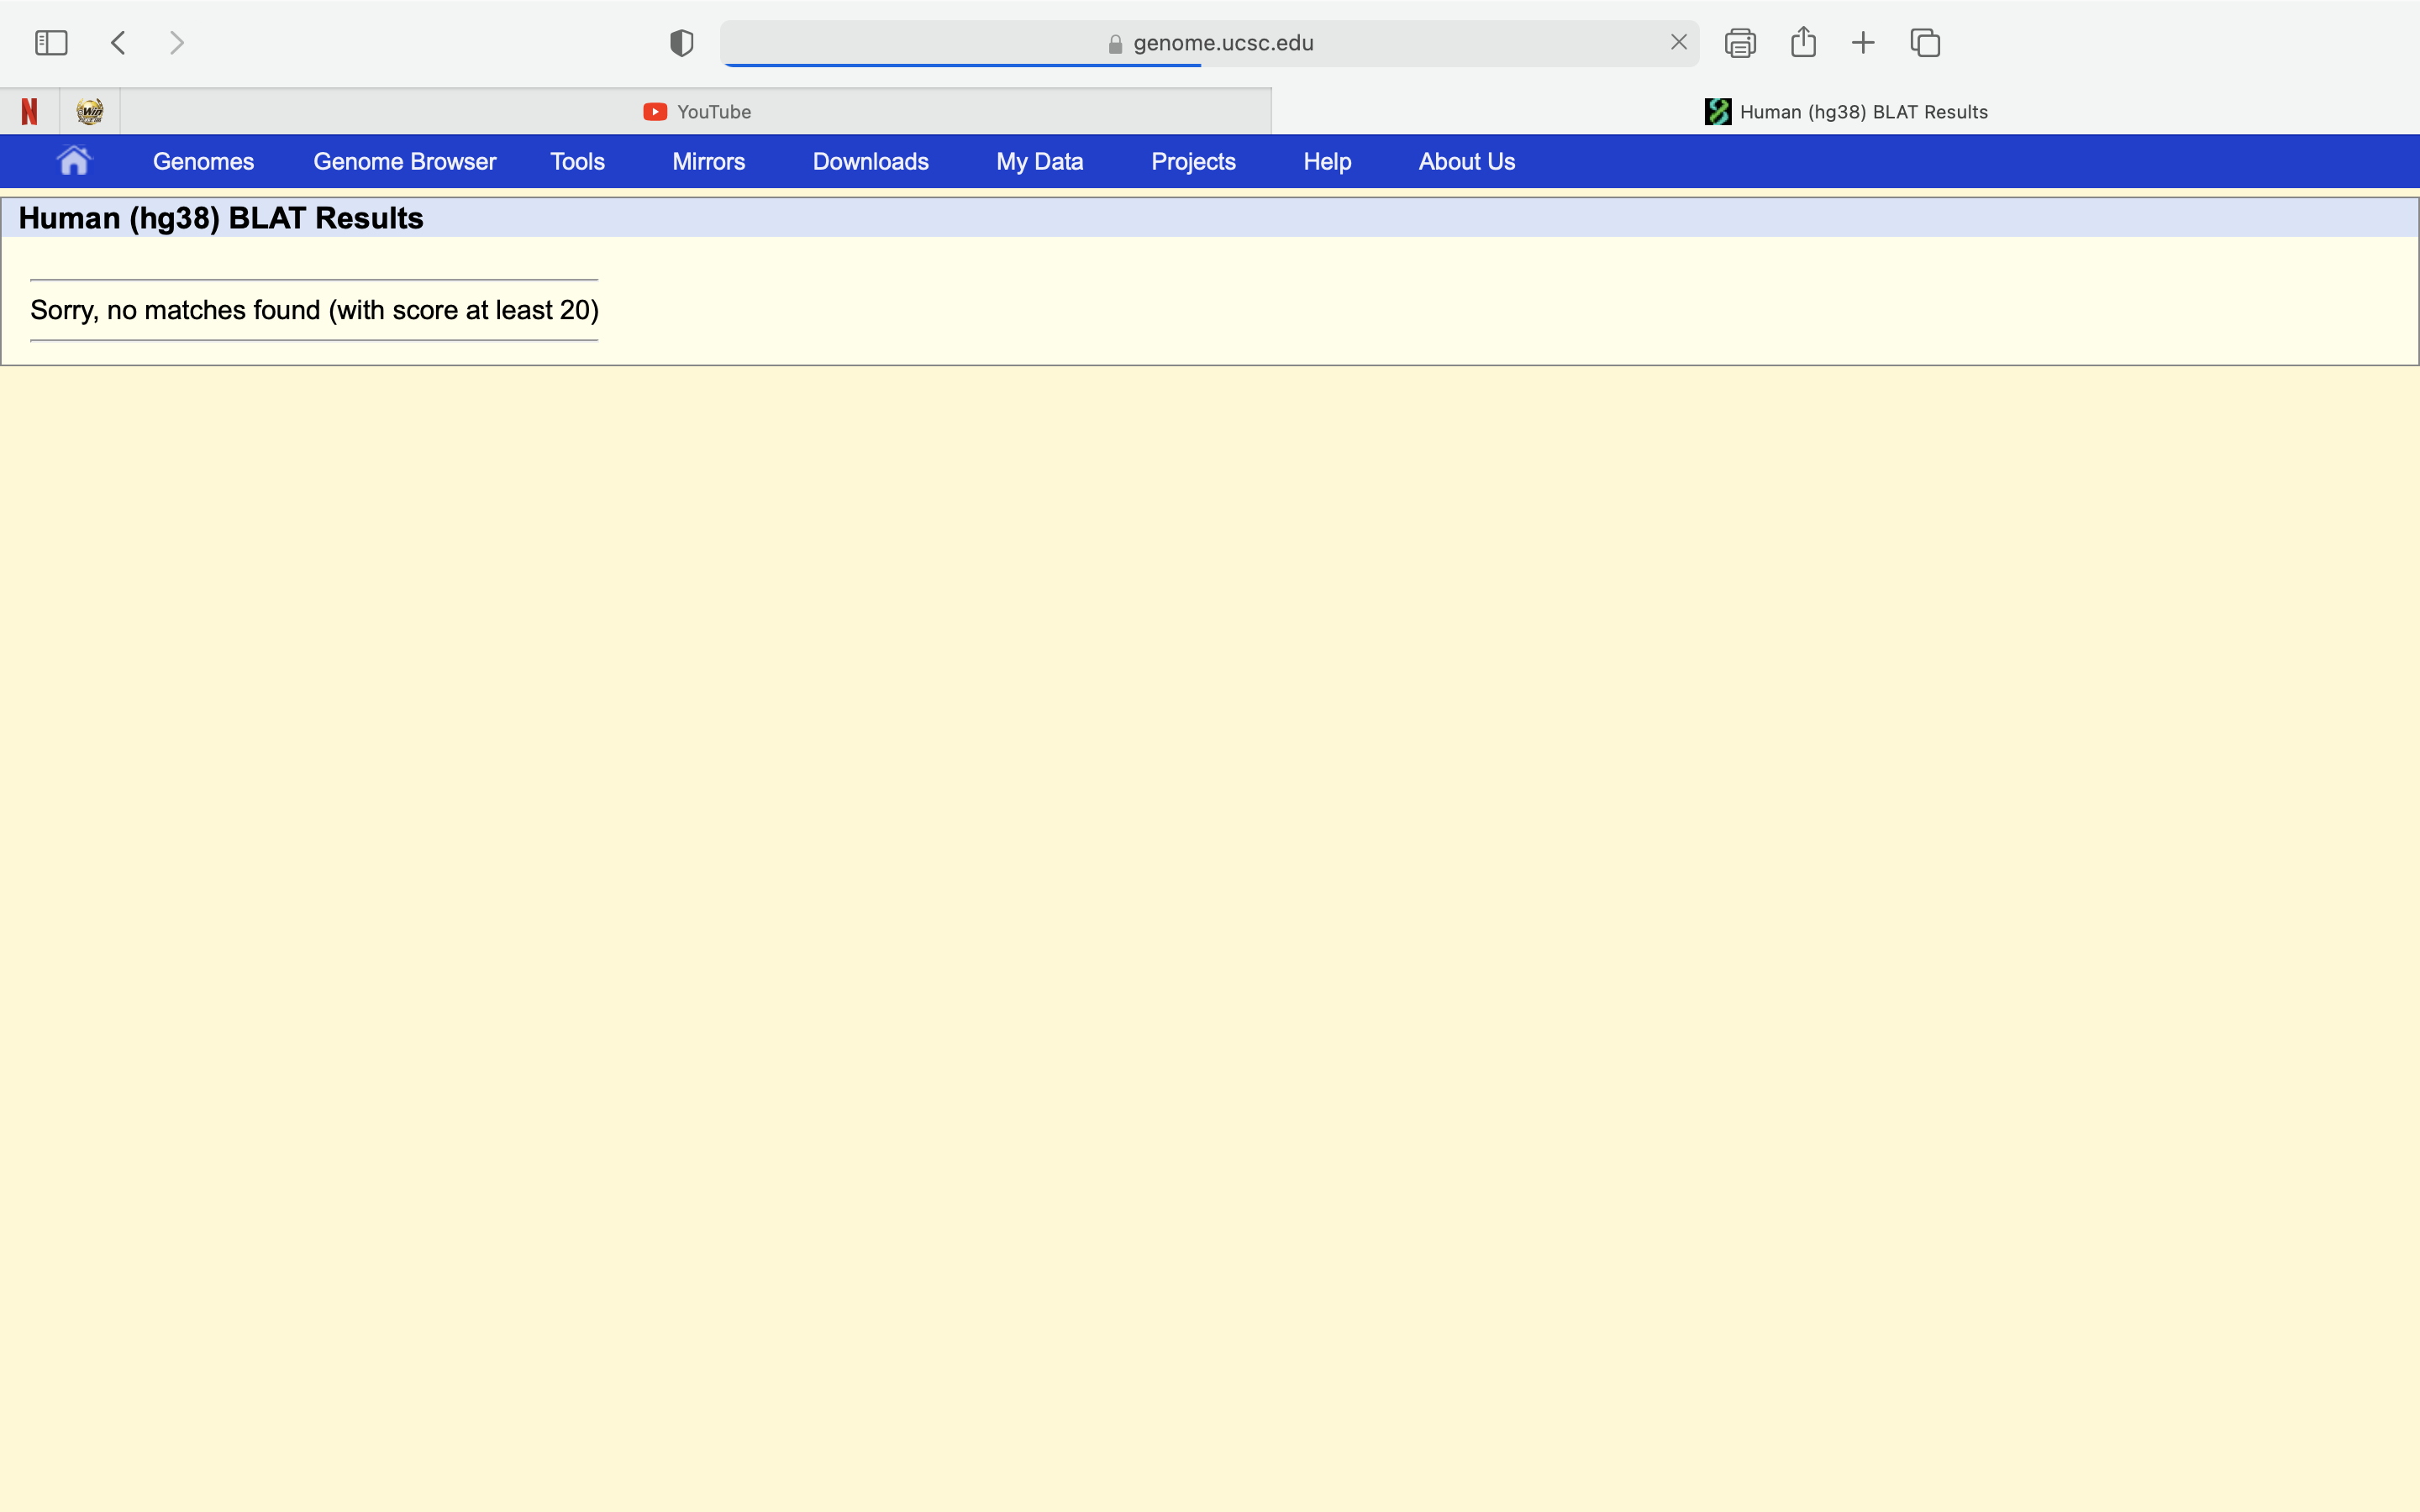 genome.ucsc.edu
N
Win
YouTube
Human (hg38) BLAT Results
Genomes Genome Browser Tools Mirrors Downloads My Data Projects Help About Us
Human (hg38) BLAT Results
Sorry, no matches found (with score at least 20)